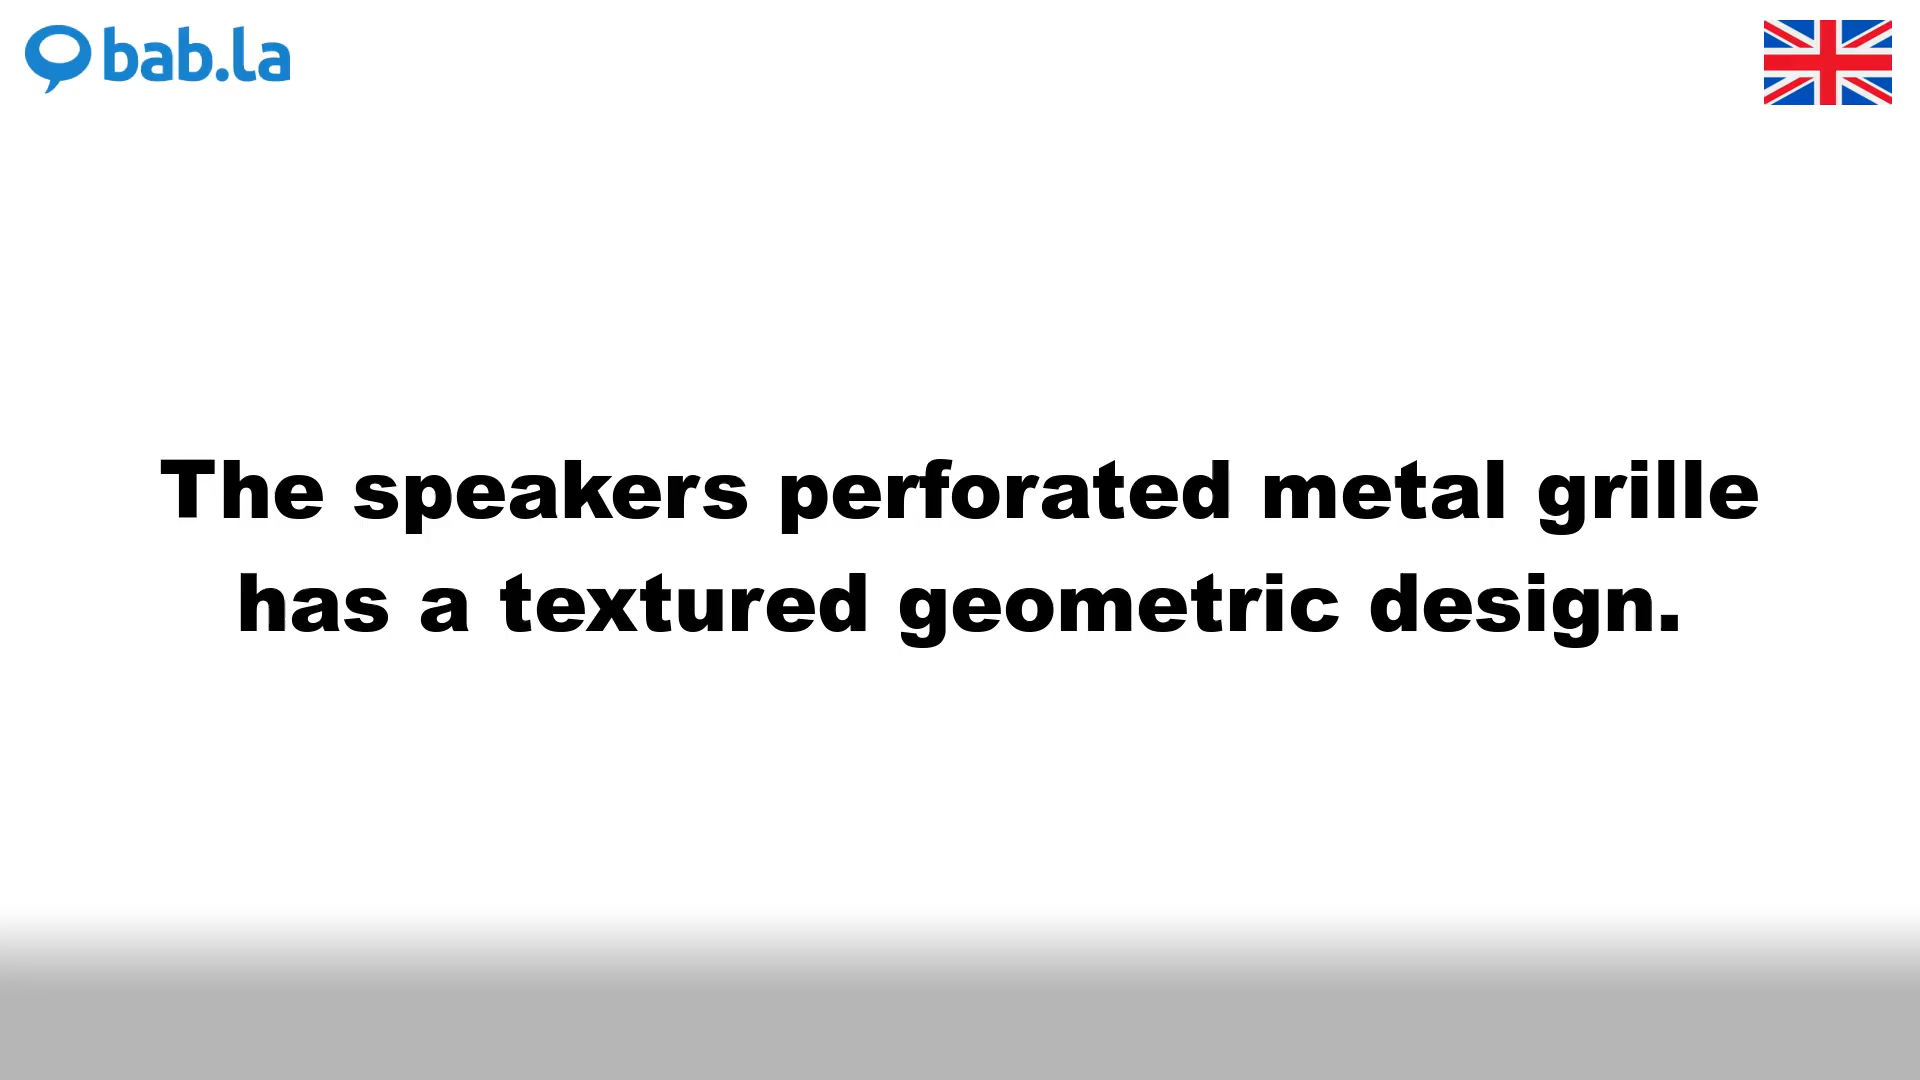 bab.la
The speakers perforated metal grille
has a textured geometric design.